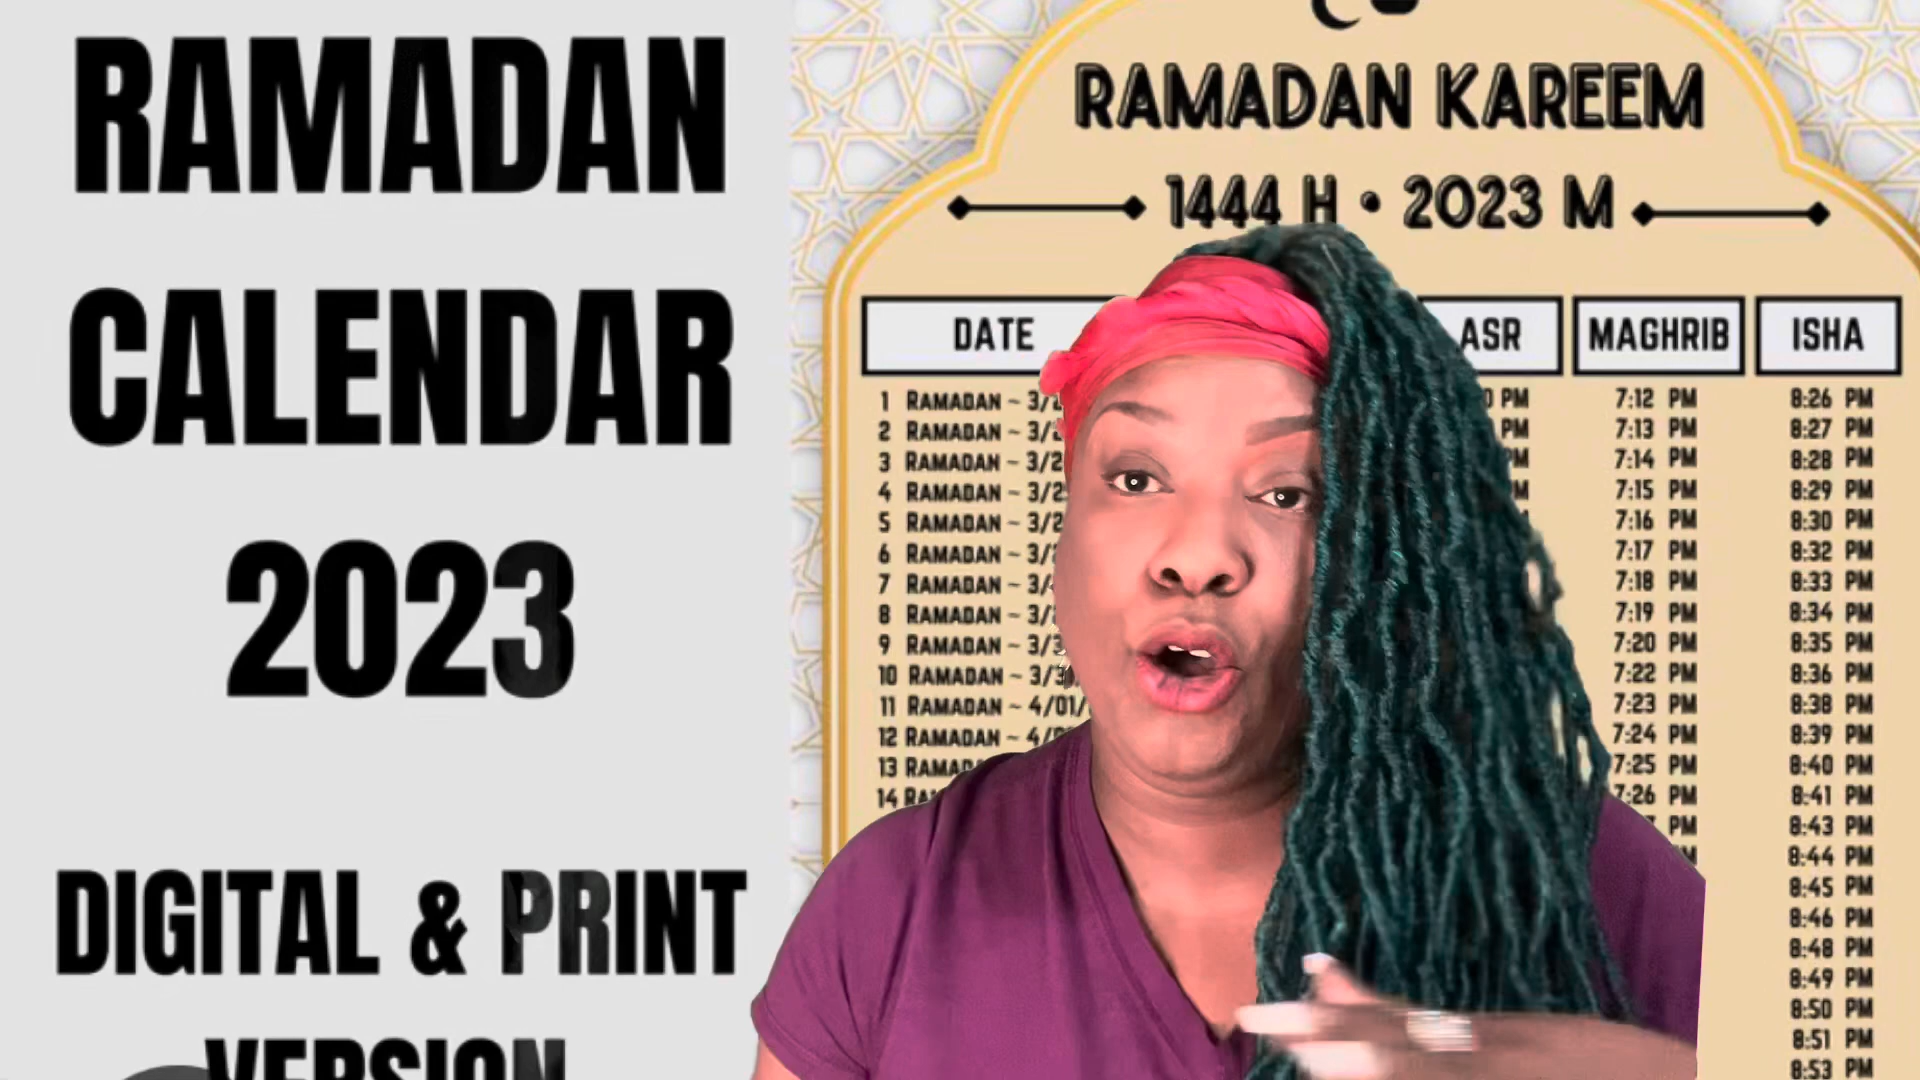 RAMADAN
CALENDAR
2023
DIGITAL & PRINT
VERSION
RAMADAN KAREEM
1444 H • 2023 M
DATE ASR MAGHRIB ISHA
1 RAMADAN ~ PM 7:12 PM 8:26 PM
2 RAMADAN ~ PM 7:13 PM 8:27 PM
3 RAMADAN ~ 7:14 PM 8:28 PM
4 RAMADAN ~ 7:15 PM 8:29 PM
5 RAMADAN ~ 7:16 PM 8:30 PM
6 RAMADAN ~ 7:17 PM 8:32 PM
7 RAMADAN ~ 7:18 PM 8:33 PM
8 RAMADAN ~ 7:19 PM 8:34 PM
9 RAMADAN ~ 7:20 PM 8:35 PM
10 RAMADAN ~ 7:22 PM 8:36 PM
11 RAMADAN ~ 4/01/ 7:23 PM 8:38 PM
12 RAMADAN ~ 7:24 PM 8:39 PM
13 7:25 PM 8:40 PM
14 7:26 PM 8:41 PM
PM 8:43 PM
8:44 PM
8:45 PM
8:46 PM
8:48 PM
8:49 PM
8:50 PM
8:51 PM
8:53 PM